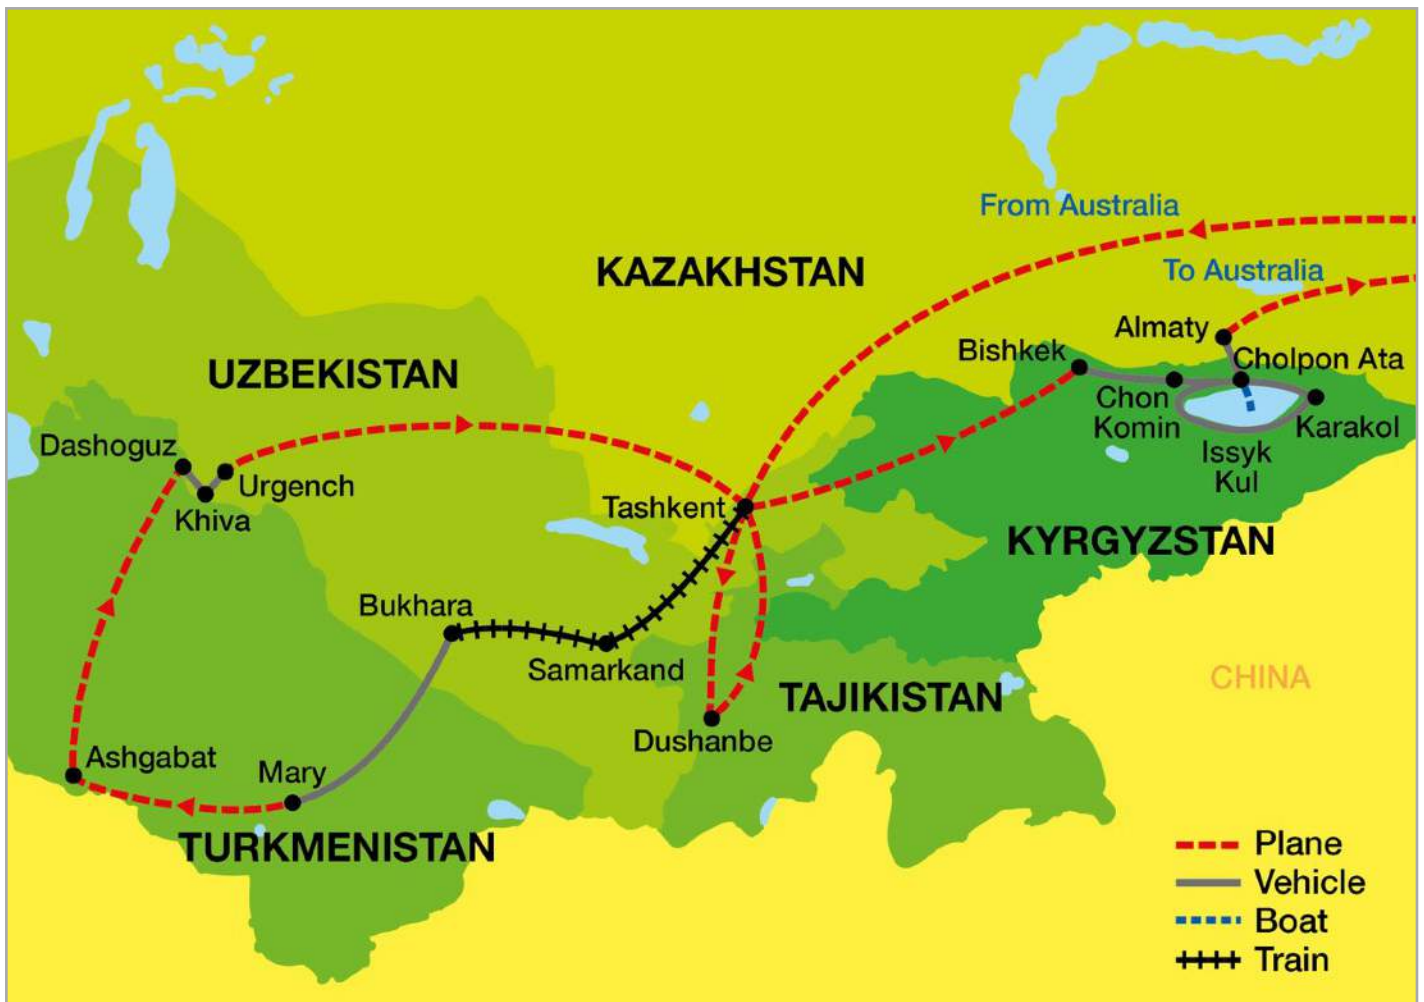 From Australia
KAZAKHSTAN
To Australia
Almaty
Bishkek
Cholpon Ata
UZBEKISTAN
Chon
Komin
Karakol
Dashoguz
Issyk
Kul
Urgench
Khiva
Tashkent
KYRGYZSTAN
Bukhara
Samarkand
CHINA
TAJIKISTAN
Dushanbe
Ashgabat
Mary
TURKMENISTAN
Plane
Vehicle
Boat
Train